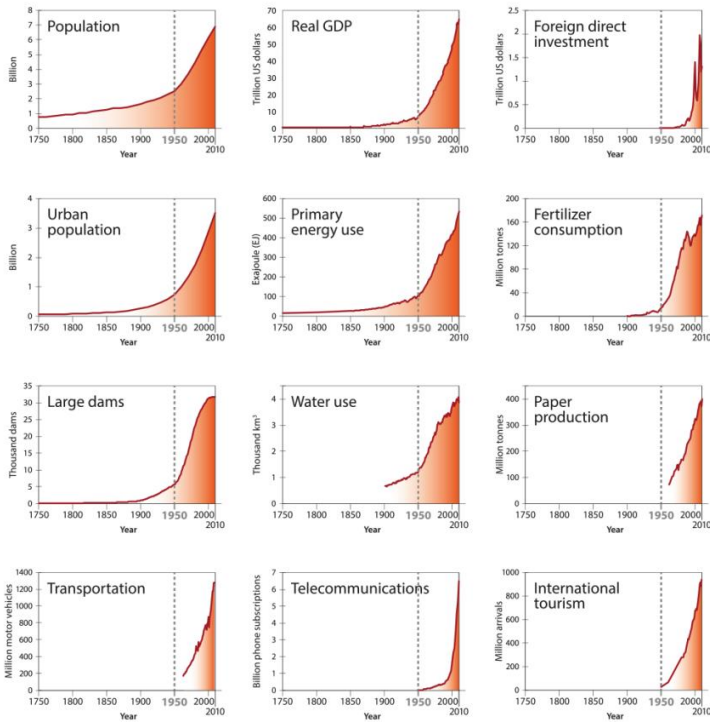 Population
Billion
8
7
6
5
4
3
2
1
0
1750 1800 1850 1900 1950 2000 2010
Year
Real GDP
Trillion US dollars
70
60
50
40
30
20
10
0
1750 1800 1850 1900 1950 2000 2010
Year
Foreign direct
investment
Trillion US dollars
2.5
2
1.5
1
0.5
0
1750 1800 1850 1900 1950 2000 2010
Year
Urban
population
Billion
4
3
2
1
0
1750 1800 1850 1900 1950 2000 2010
Year
Primary
energy use
Exajoule (EJ)
600
500
400
300
200
100
0
1750 1800 1850 1900 1950 2000 2010
Year
Fertilizer
consumption
Million tonnes
200
160
120
80
40
0
1750 1800 1850 1900 1950 2000 2010
Year
Large dams
Thousand dams
35
30
25
20
15
10
5
0
1750 1800 1850 1900 1950 2000 2010
Year
Water use
Thousand km³
4
3
2
1
0
1750 1800 1850 1900 1950 2000 2010
Year
Paper
production
Million tonnes
400
300
200
100
0
1750 1800 1850 1900 1950 2000 2010
Year
Transportation
Million motor vehicles
1400
1200
1000
800
600
400
200
0
1750 1800 1850 1900 1950 2000 2010
Year
Telecommunications
Billion phone subscriptions
7
6
5
4
3
2
1
0
1750 1800 1850 1900 1950 2000 2010
Year
International
tourism
Million arrivals
1000
800
600
400
200
0
1750 1800 1850 1900 1950 2000 2010
Year